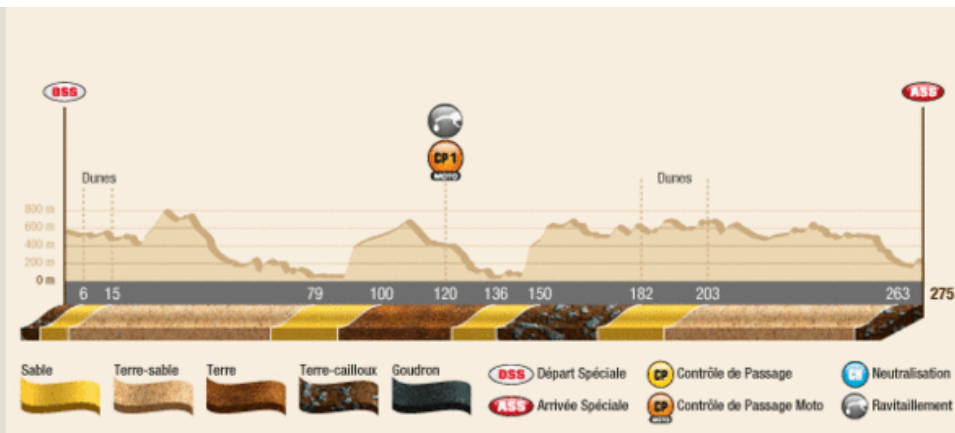 DSS
ASS
CP 1
MOTO
Dunes
Dunes
800 m
600 m
400 m
200 m
0 m
6 15 79 100 120 136 150 182 203 263 275
Sable Terre-sable Terre Terre-cailloux Goudron
DSS Départ Spéciale CP Contrôle de Passage CN Neutralisation
ASS Arrivée Spéciale CP MOTO Contrôle de Passage Moto Ravitaillement